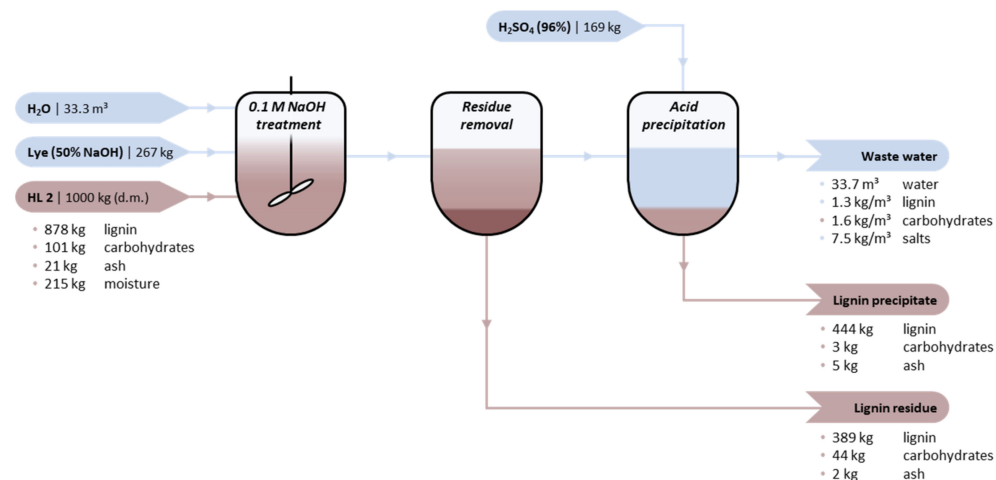 H₂SO₄ (96%) | 169 kg
H₂O | 33.3 m³
Lye (50% NaOH) | 267 kg
HL 2 | 1000 kg (d.m.)
• 878 kg lignin
• 101 kg carbohydrates
• 21 kg ash
• 215 kg moisture
0.1 M NaOH
treatment
Residue
removal
Acid
precipitation
Waste water
• 33.7 m³ water
• 1.3 kg/m³ lignin
• 1.6 kg/m³ carbohydrates
• 7.5 kg/m³ salts
Lignin precipitate
• 444 kg lignin
• 3 kg carbohydrates
• 5 kg ash
Lignin residue
• 389 kg lignin
• 44 kg carbohydrates
• 2 kg ash